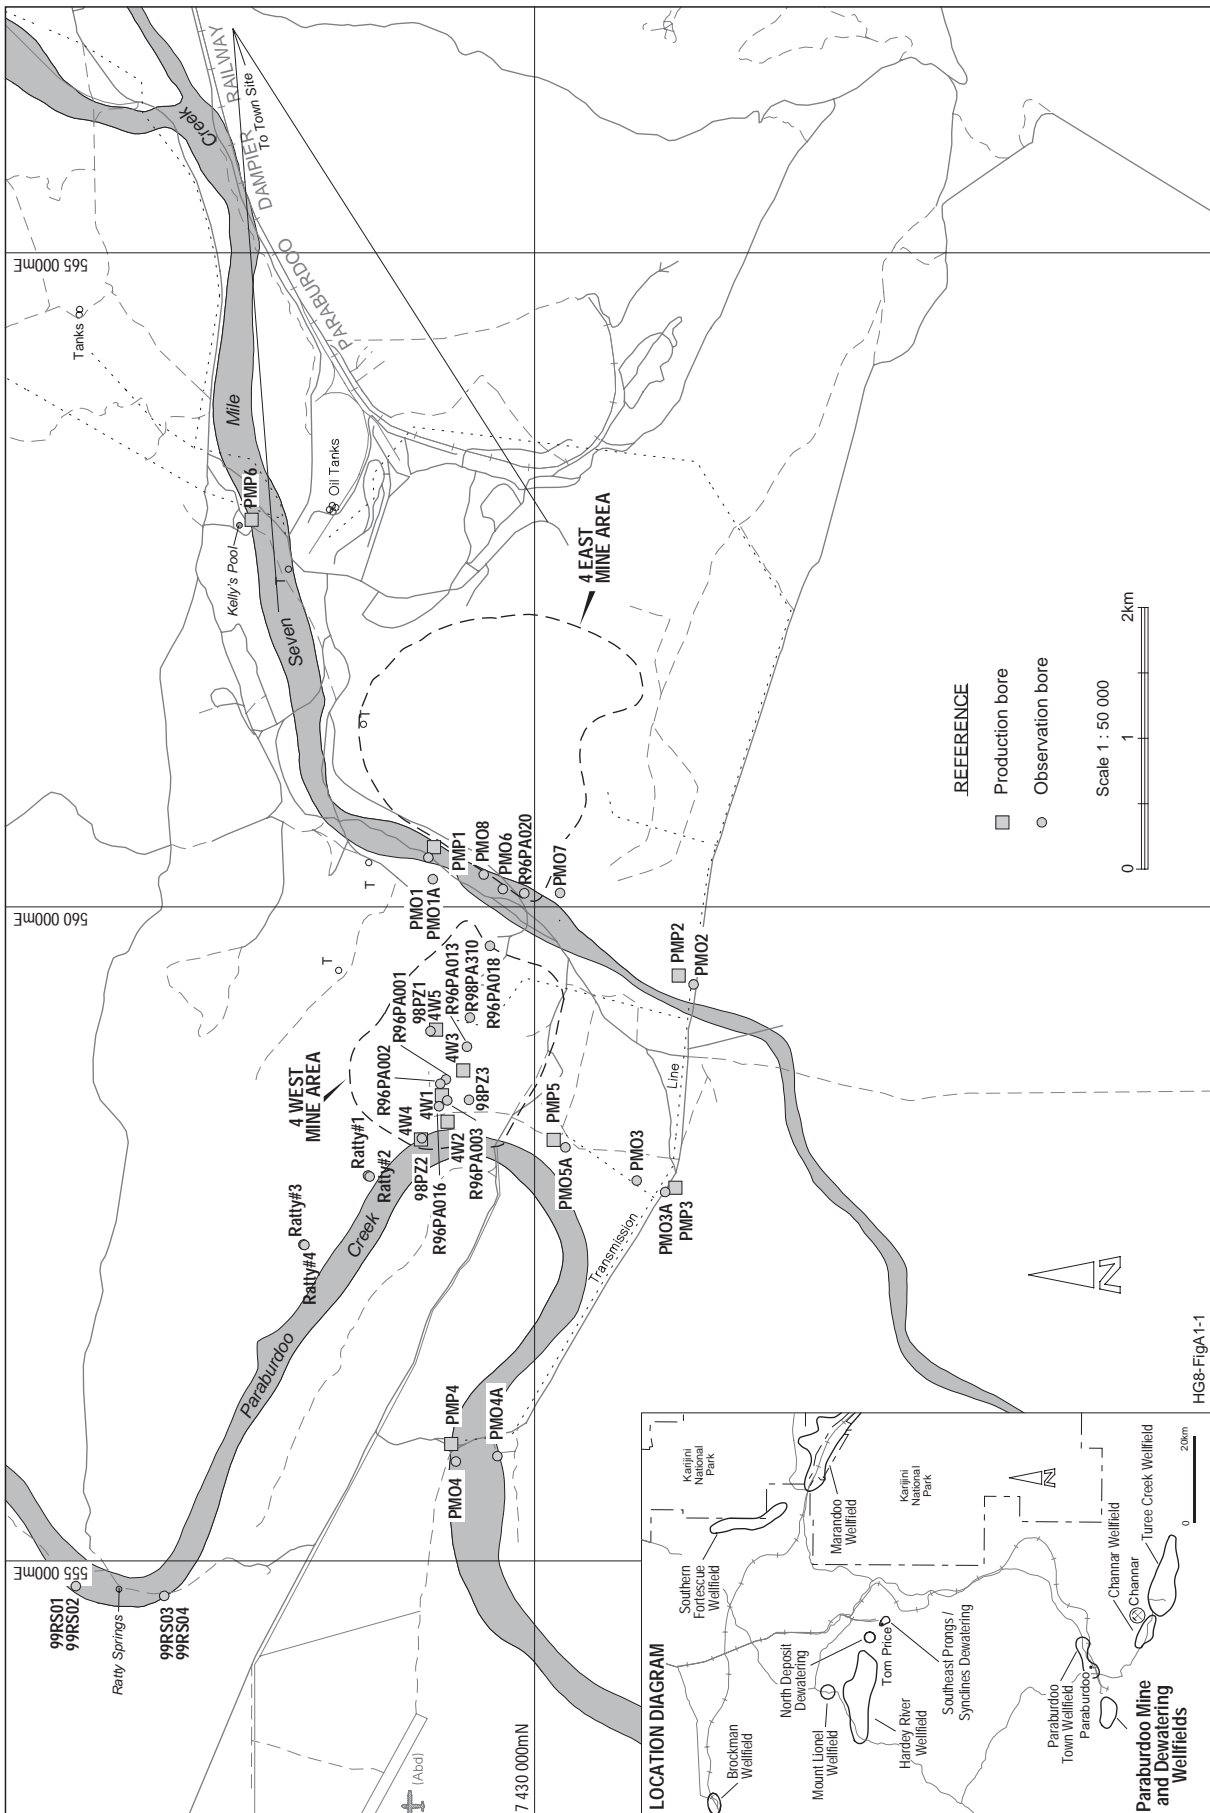 565 000mE
560 000mE
555 000mE
7 430 000mN
Creek
RAILWAY
DAMPIER
PARABURDOO
To Town Site
Tanks
Mile
Seven
PMP6
Kelly's Pool
Oil Tanks
T
T
T
T
4 EAST
MINE AREA
4 WEST
MINE AREA
PMO1
PMO1A
PMP1
PMO8
PMO6
R96PA020
PMO7
PMP2
PMO2
R96PA002
R96PA001
98PZ1
4W5
R96PA013
R98PA310
R96PA018
4W3
98PZ3
4W4
4W1
4W2
98PZ2
R96PA016
R96PA003
Ratty#1
Ratty#2
Ratty#3
Ratty#4
Creek
Paraburdoo
PMP5
PMO5A
PMO3
PMO3A
PMP3
Line
Transmission
PMP4
PMO4
PMO4A
99RS01
99RS02
Ratty Springs
99RS03
99RS04
(Abd)
REFERENCE
Production bore
Observation bore
Scale 1 : 50 000
0
1
2km
N
HG8-FigA1-1
LOCATION DIAGRAM
Karijini
National
Park
Southern
Fortescue
Wellfield
Marandoo
Wellfield
Karijini
National
Park
N
Brockman
Wellfield
North Deposit
Dewatering
Mount Lionel
Wellfield
Tom Price
Hardey River
Wellfield
Southeast Prongs /
Synclines Dewatering
Paraburdoo
Town Wellfield
Paraburdoo
Channar Wellfield
Channar
Turee Creek Wellfield
Paraburdoo Mine
and Dewatering
Wellfields
0
20km